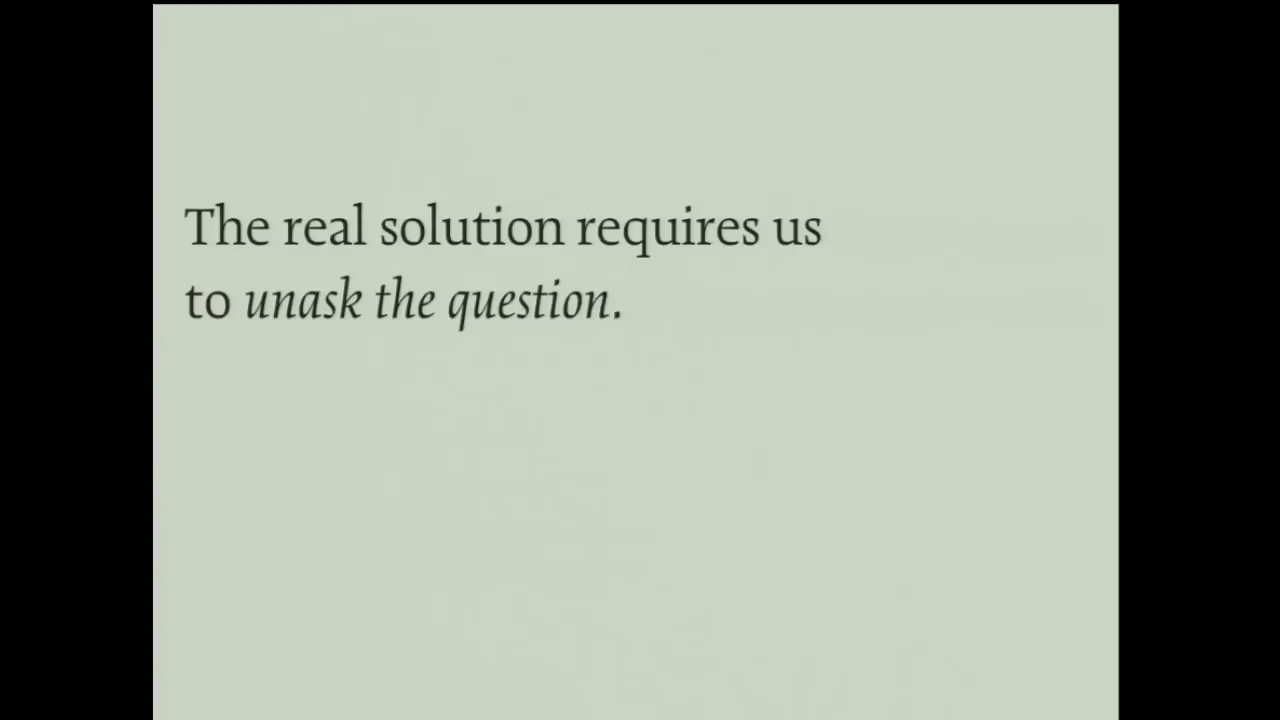 The real solution requires us
to unask the question.